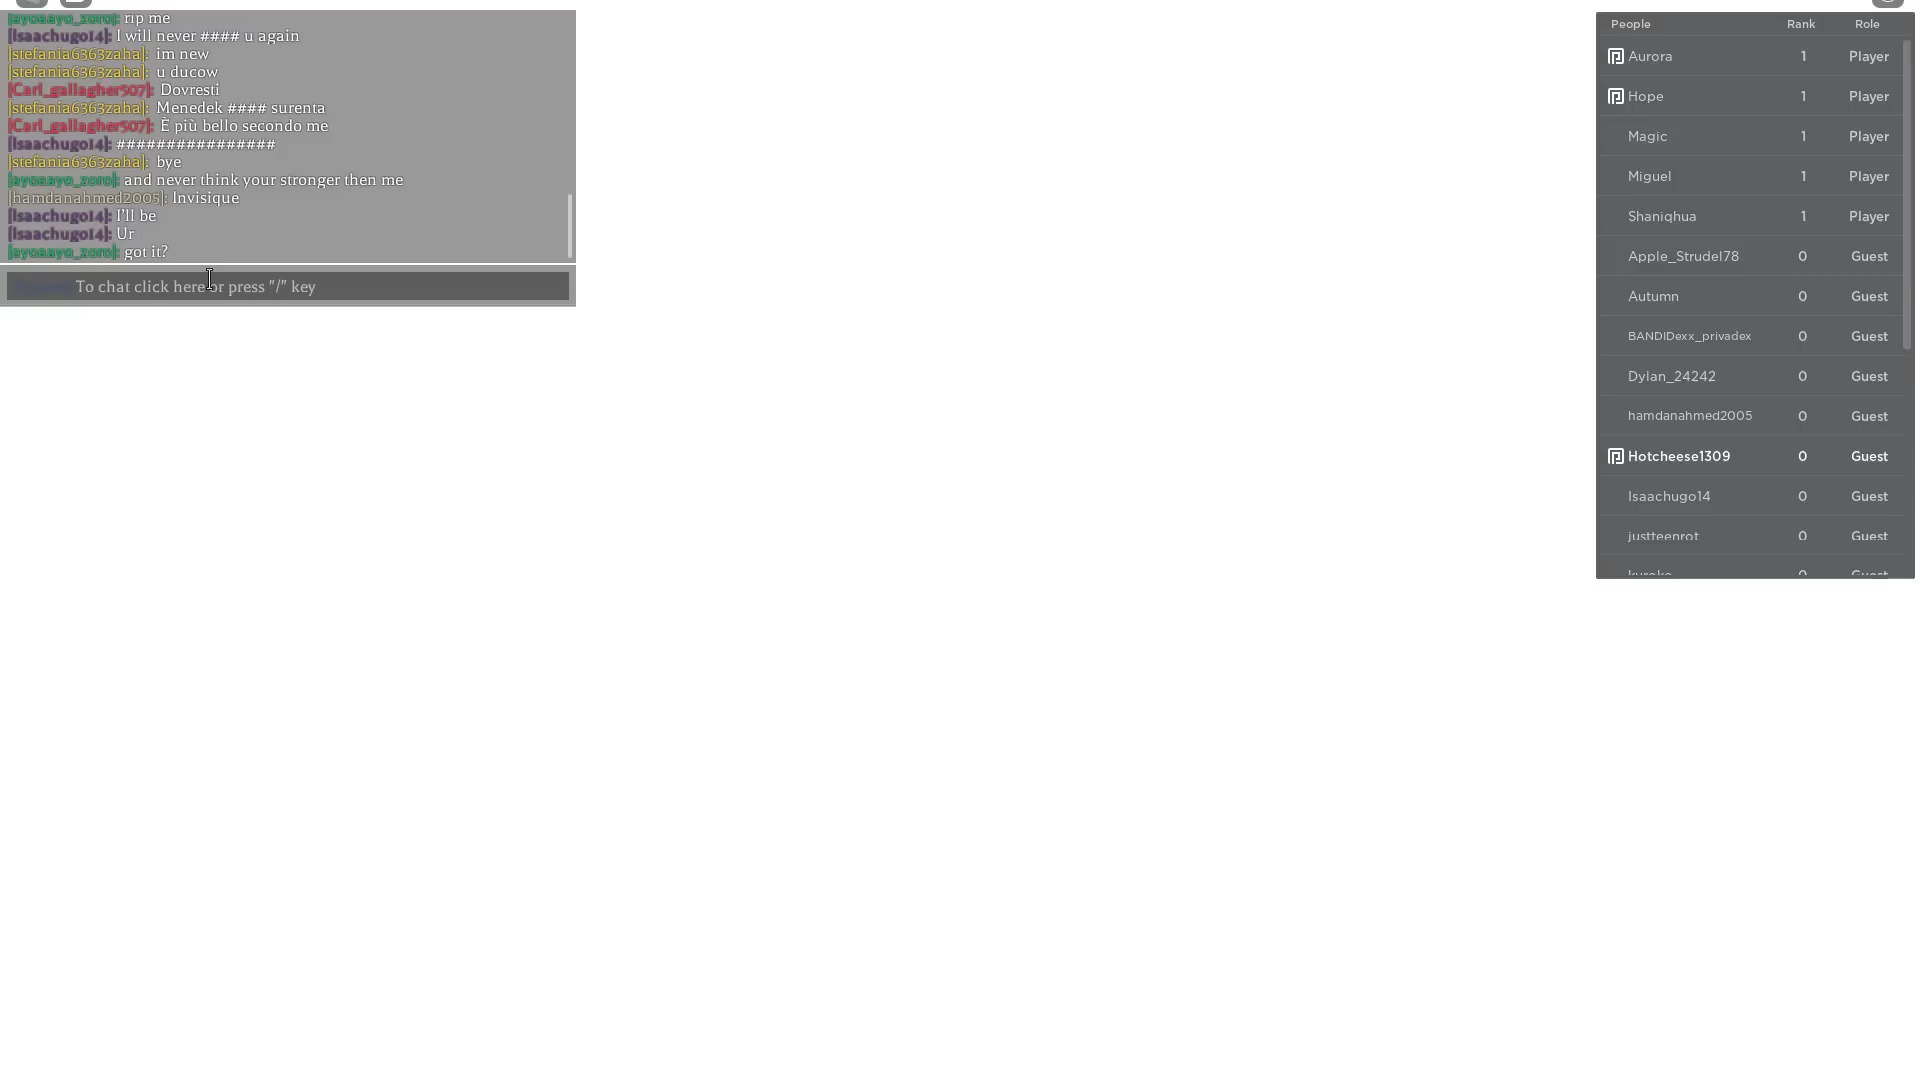 [ayoaayo_zoro]: rip me
[Isaachugo14]: I will never #### u again
[stefania6363zaha]: im new
[stefania6363zaha]: u ducow
[Carl_gallagher507]: Dovresti
[stefania6363zaha]: Menedek #### surenta
[Carl_gallagher507]: È più bello secondo me
[Isaachugo14]: ################
[stefania6363zaha]: bye
[ayoaayo_zoro]: and never think your stronger then me
[hamdanahmed2005]: Invisique
[Isaachugo14]: I'll be
[Isaachugo14]: Ur
[ayoaayo_zoro]: got it?
To chat click here or press "/" key
People Rank Role
Aurora 1 Player
Hope 1 Player
Magic 1 Player
Miguel 1 Player
Shaniqhua 1 Player
Apple_Strudel78 0 Guest
Autumn 0 Guest
BANDIDexx_privadex 0 Guest
Dylan_24242 0 Guest
hamdanahmed2005 0 Guest
Hotcheese1309 0 Guest
Isaachugo14 0 Guest
justteenrot 0 Guest
0 Guest